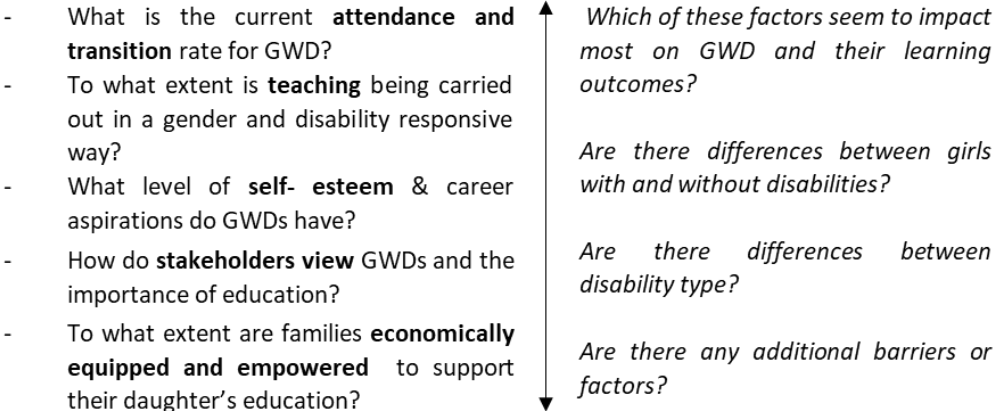 - What is the current attendance and
transition rate for GWD?
- To what extent is teaching being carried
out in a gender and disability responsive
way?
- What level of self- esteem & career
aspirations do GWDs have?
- How do stakeholders view GWDs and the
importance of education?
- To what extent are families economically
equipped and empowered to support
their daughter's education?
Which of these factors seem to impact
most on GWD and their learning
outcomes?
Are there differences between girls
with and without disabilities?
Are there differences between
disability type?
Are there any additional barriers or
factors?